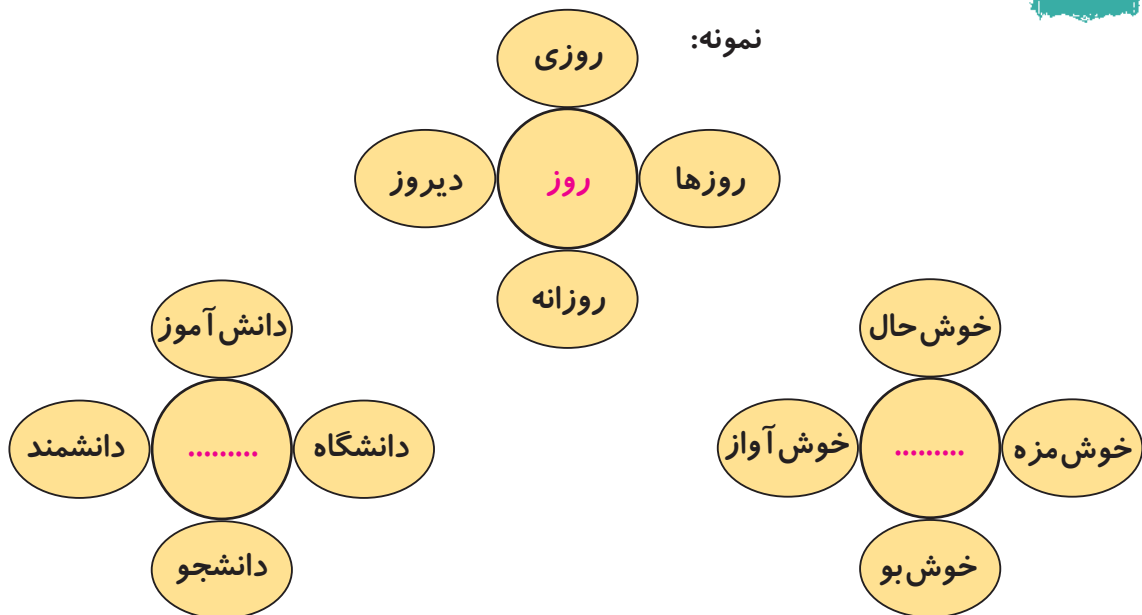 نمونه:
روزی
روزها
روز
دیروز
روزانه
خوش‌حال
خوش‌مزه
.........
خوش‌آواز
خوش‌بو
دانش‌آموز
دانشگاه
.........
دانشمند
دانشجو